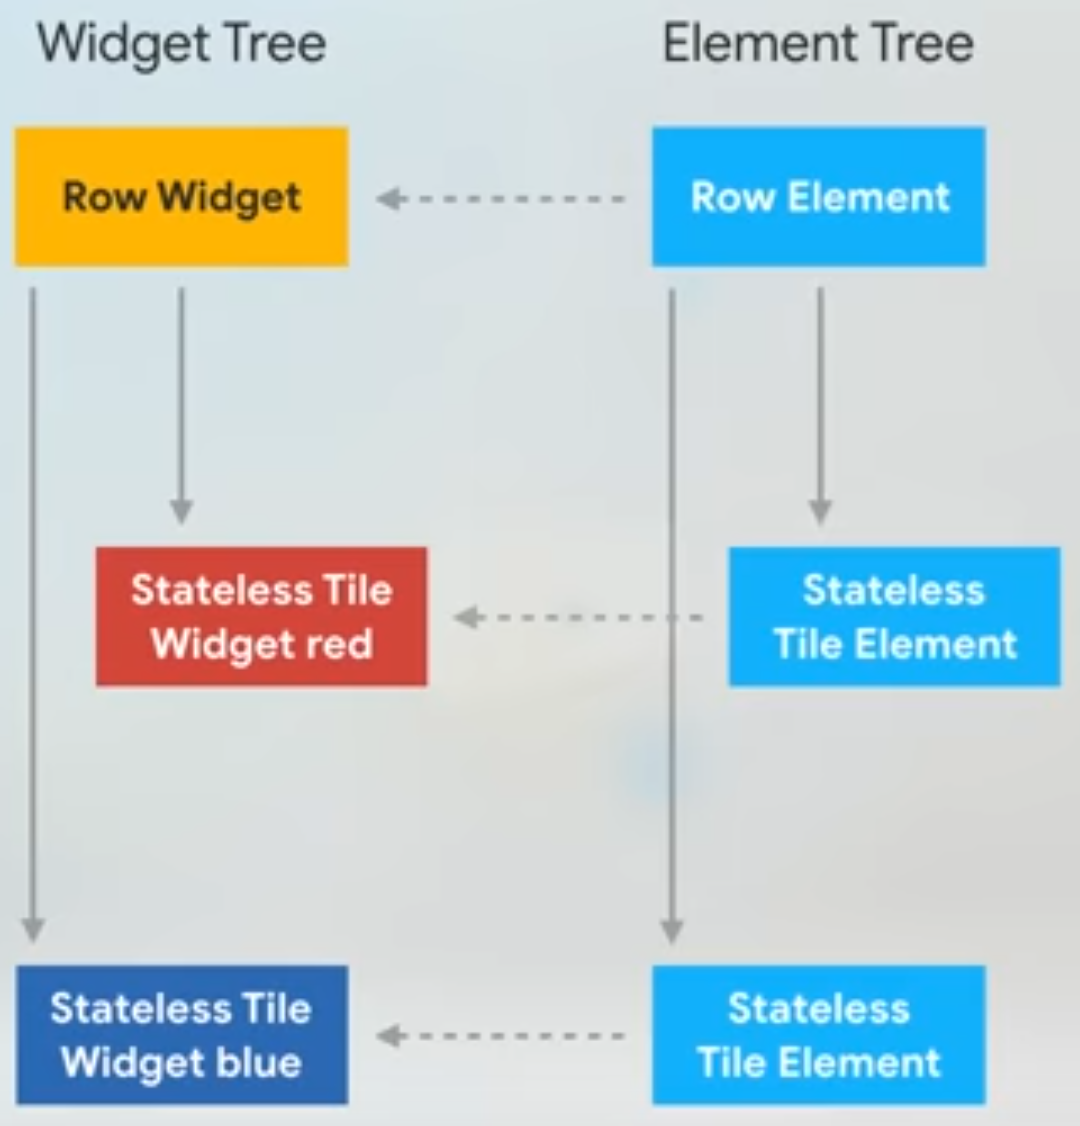 Widget Tree
Element Tree
Row Widget
Row Element
Stateless Tile
Widget red
Stateless
Tile Element
Stateless Tile
Widget blue
Stateless
Tile Element